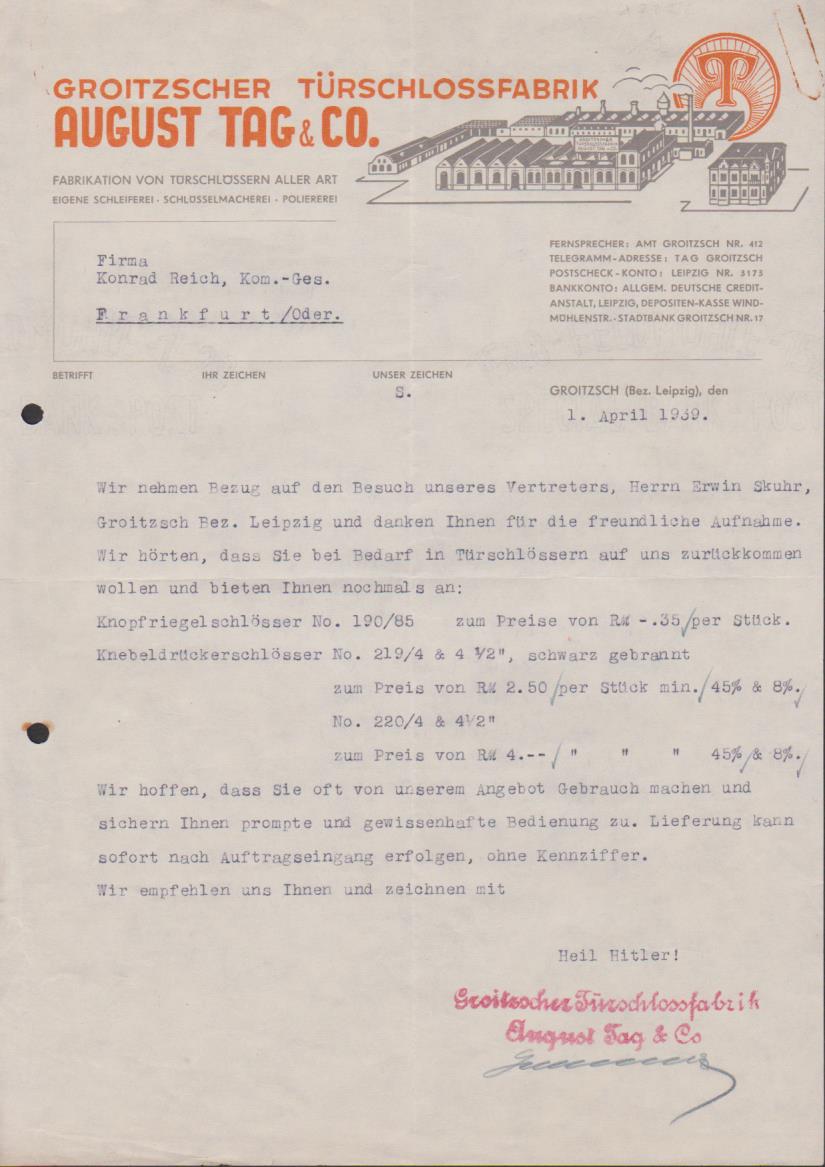 GROITZSCHER TÜRSCHLOSSFABRIK
AUGUST TAG & CO.
T
FABRIKATION VON TÜRSCHLÖSSERN ALLER ART
EIGENE SCHLEIFEREI · SCHLÜSSELMACHEREI · POLIEREREI
Firma
Konrad Reich, Kom.-Ges.
Frankfurt/Oder.
FERNSPRECHER: AMT GROITZSCH NR. 412
TELEGRAMM-ADRESSE: TAG GROITZSCH
POSTSCHECK-KONTO: LEIPZIG NR. 3173
BANKKONTO: ALLGEM. DEUTSCHE CREDIT-
ANSTALT, LEIPZIG, DEPOSITEN-KASSE WIND-
MÜHLENSTR. · STADTBANK GROITZSCH NR. 17
BETRIFFT IHR ZEICHEN UNSER ZEICHEN
S.
GROITZSCH (Bez. Leipzig), den
1. April 1939.
Wir nehmen Bezug auf den Besuch unseres Vertreters, Herrn Erwin Skuhr,
Groitzsch Bez. Leipzig und danken Ihnen für die freundliche Aufnahme.
Wir hörten, dass Sie bei Bedarf in Türschlössern auf uns zurückkommen
wollen und bieten Ihnen nochmals an:
Knopfriegelschlösser No. 190/85 zum Preise von RM -.35/per Stück.
Knebeldrückerschlösser No. 219/4 & 4 1/2", schwarz gebrannt
zum Preis von RM 2.50/per Stück min./45% & 8%.
No. 220/4 & 4 1/2"
zum Preis von RM 4.--/ " " " 45% & 8%.
Wir hoffen, dass Sie oft von unserem Angebot Gebrauch machen und
sichern Ihnen prompte und gewissenhafte Bedienung zu. Lieferung kann
sofort nach Auftragseingang erfolgen, ohne Kennziffer.
Wir empfehlen uns Ihnen und zeichnen mit
Heil Hitler!
Groitzscher Türschlossfabrik
August Tag & Co